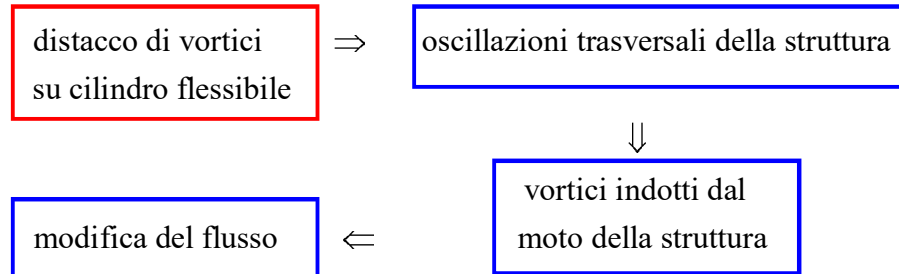 distacco di vortici
su cilindro flessibile
⇒
oscillazioni trasversali della struttura
⇓
vortici indotti dal
moto della struttura
⇐
modifica del flusso